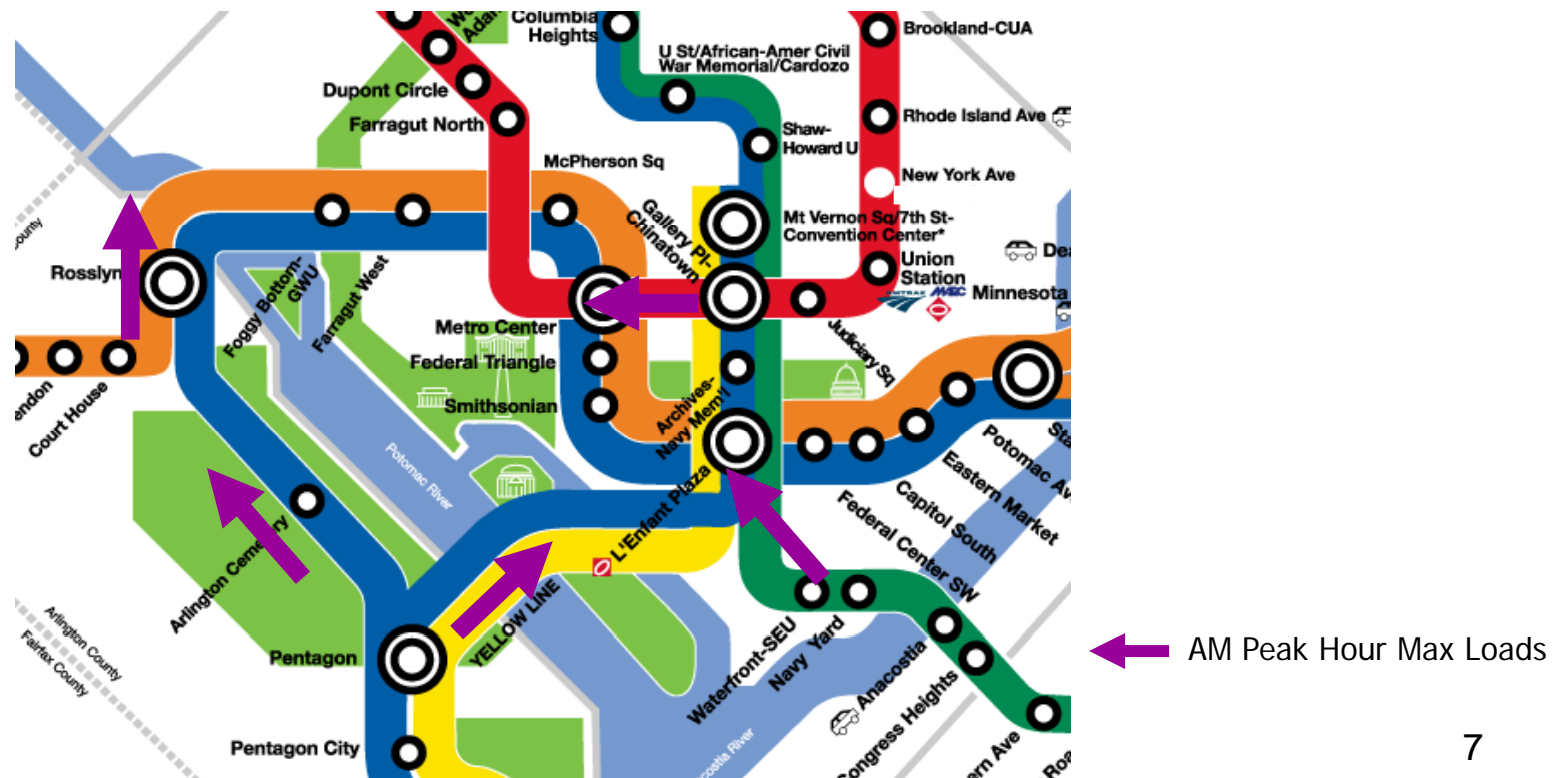 Columbia
Heights
Brookland-CUA
U St/African-Amer Civil
War Memorial/Cardozo
Dupont Circle
Farragut North
Rhode Island Ave
Shaw-
Howard U
McPherson Sq
New York Ave
Gallery Pl-
Chinatown
Mt Vernon Sq/7th St-
Convention Center*
Union
Station
AMTRAK MARC
Minnesota
Rosslyn
Foggy Bottom-
GWU
Farragut West
Metro Center
Judiciary Sq
Federal Triangle
Smithsonian
Archives-
Navy Mem'l
Court House
Potomac River
L'Enfant Plaza
Potomac Av
Eastern Market
Capitol South
Federal Center SW
Arlington Cemetery
YELLOW LINE
Arlington County
Fairfax County
Pentagon
Waterfront-SEU
Navy Yard
Anacostia
AM Peak Hour Max Loads
Pentagon City
7